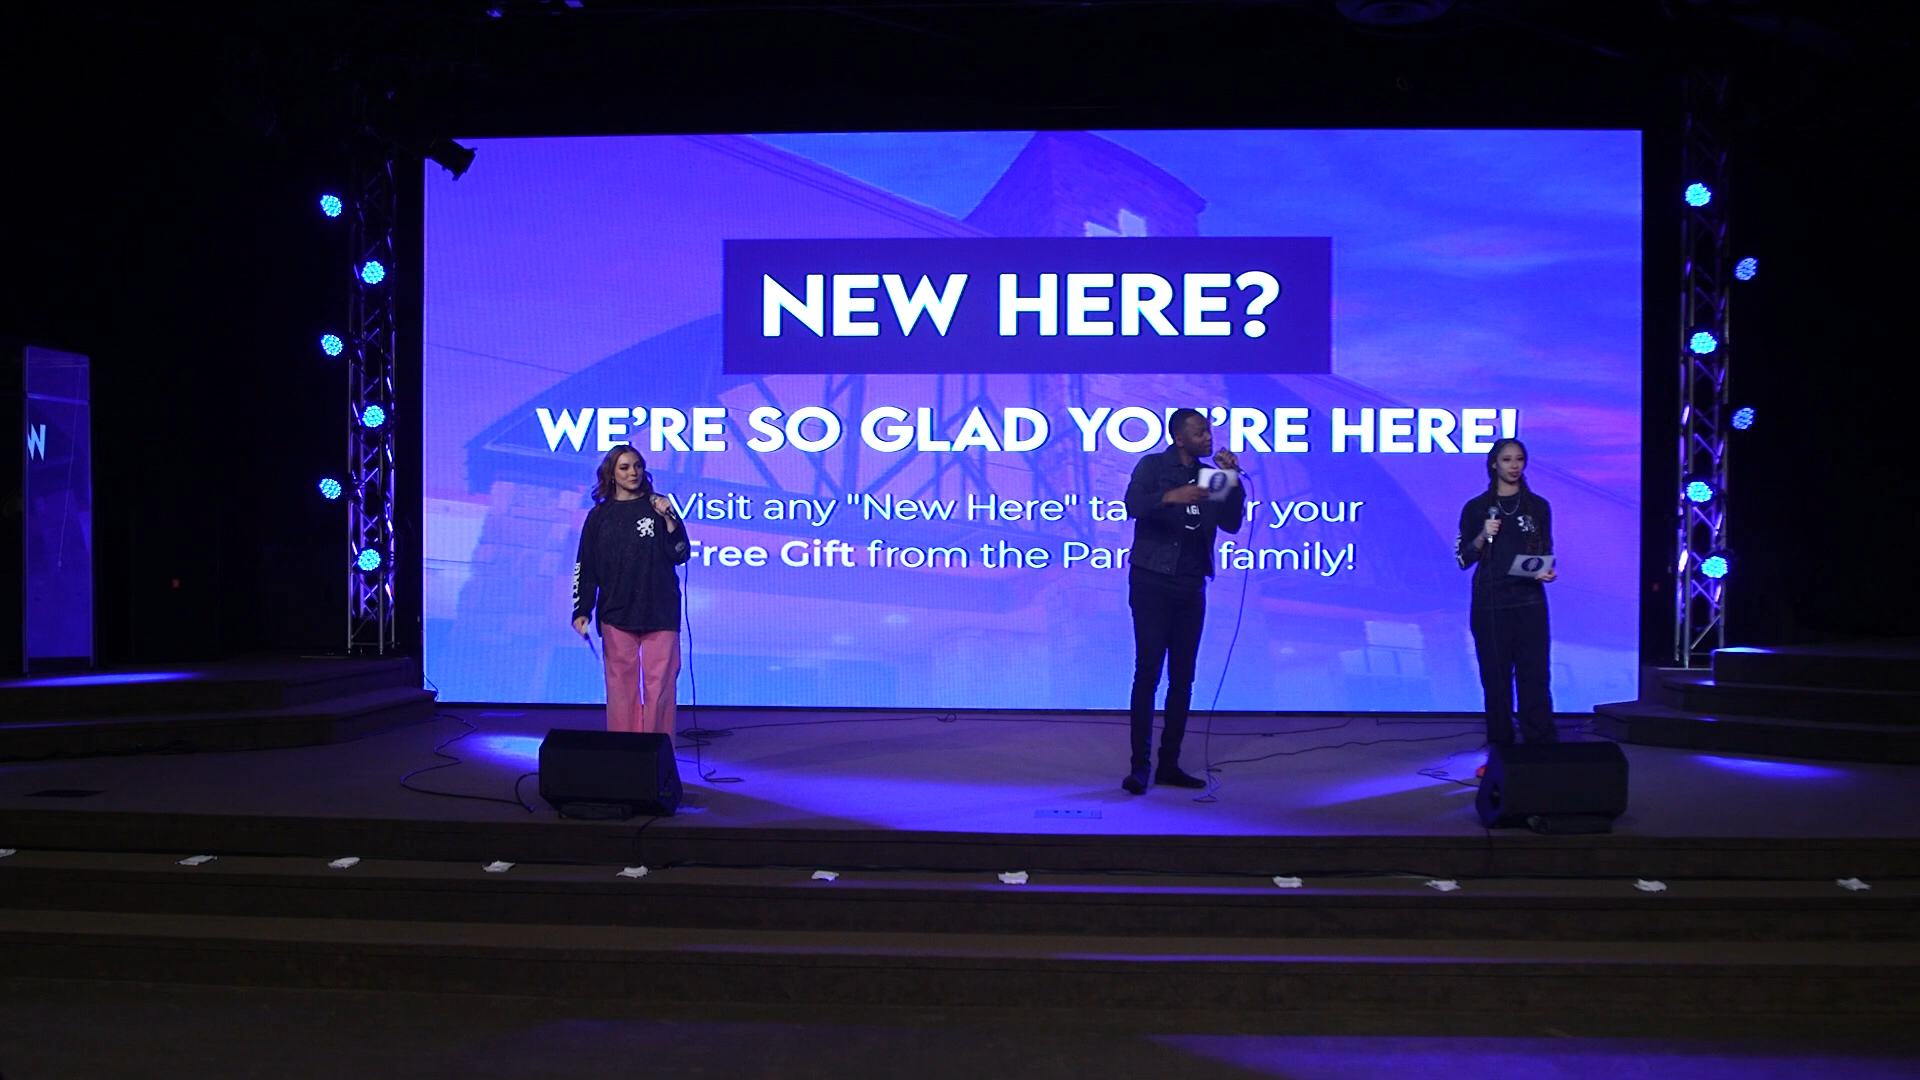 NEW HERE?
WE'RE SO GLAD YOU'RE HERE!
Visit any "New Here" ta r your
Free Gift from the Par family!
W